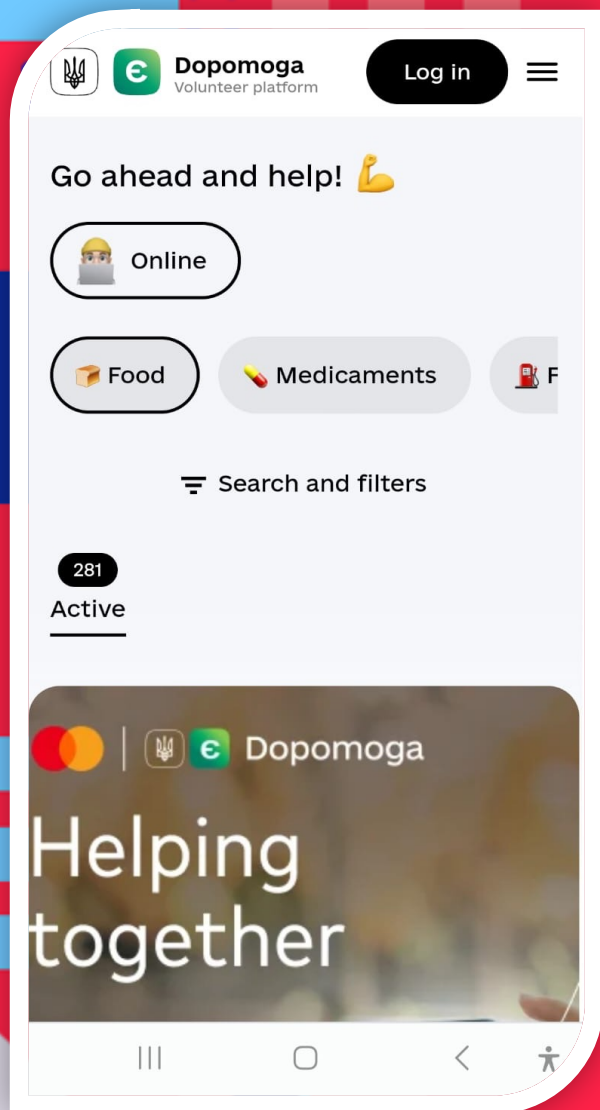 є
Dopomoga
Volunteer platform
Log in
Go ahead and help! 💪
Online
Food
Medicaments
F
Search and filters
281
Active
є Dopomoga
Helping
together